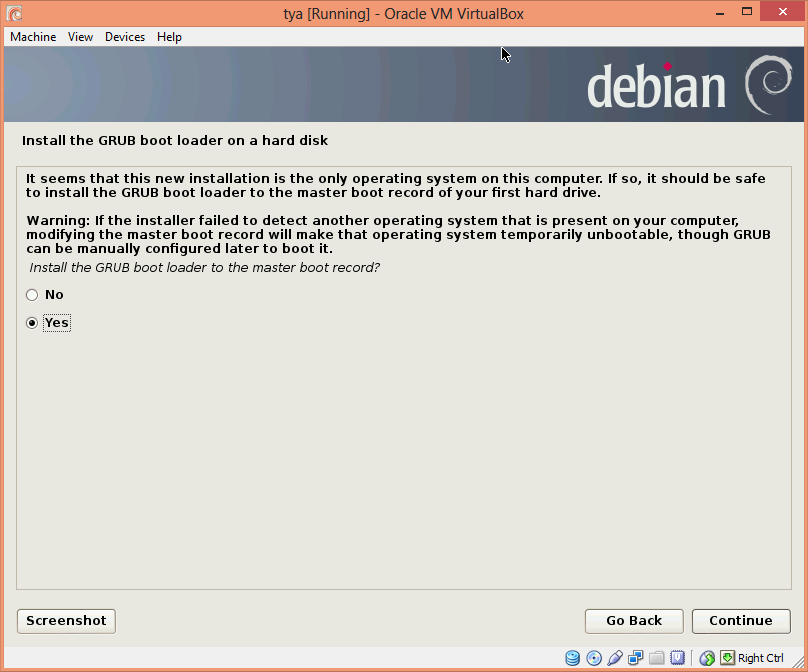 tya [Running] - Oracle VM VirtualBox
Machine View Devices Help
debian
Install the GRUB boot loader on a hard disk
It seems that this new installation is the only operating system on this computer. If so, it should be safe
to install the GRUB boot loader to the master boot record of your first hard drive.
Warning: If the installer failed to detect another operating system that is present on your computer,
modifying the master boot record will make that operating system temporarily unbootable, though GRUB
can be manually configured later to boot it.
Install the GRUB boot loader to the master boot record?
No
Yes
Screenshot Go Back Continue
Right Ctrl